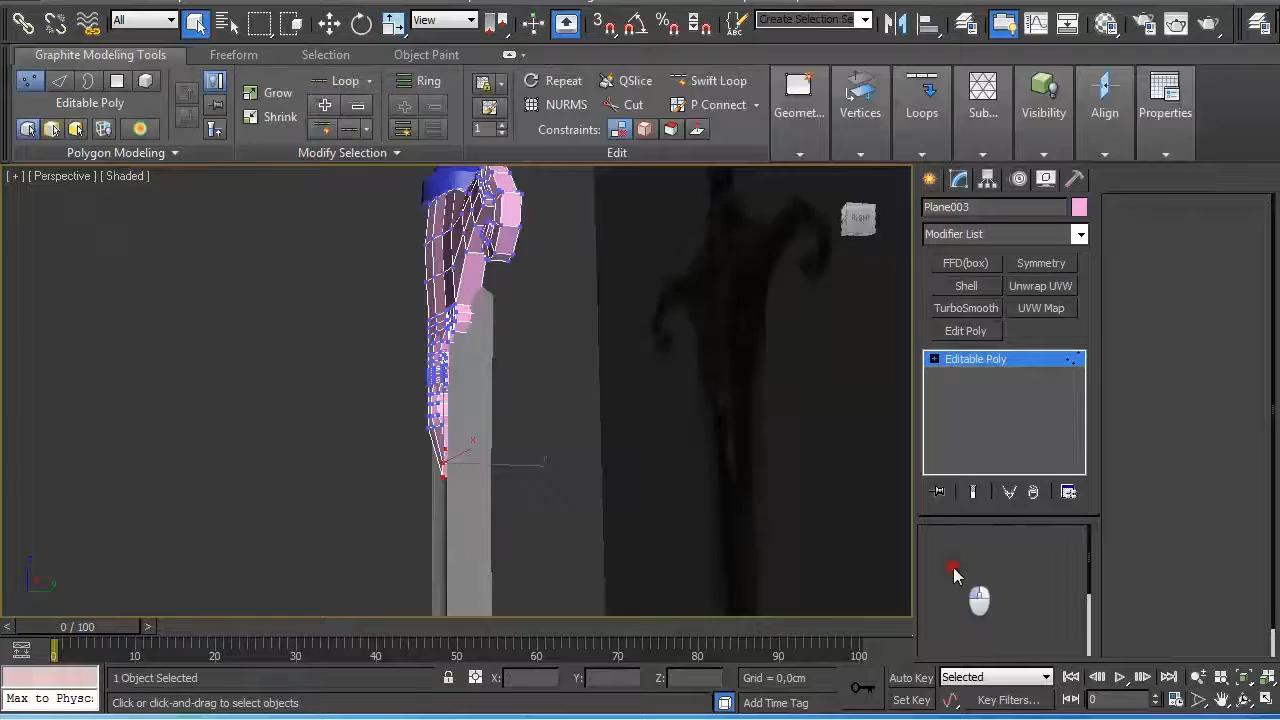 All
View
3
Create Selection Se
Graphite Modeling Tools Freeform Selection Object Paint
Loop Ring Repeat QSlice Swift Loop
Grow
Editable Poly NURMS Cut P Connect
Shrink
1 Constraints:
Geomet... Vertices Loops Sub... Visibility Align Properties
Polygon Modeling Modify Selection Edit
[ + ] [ Perspective ] [ Shaded ]
RIGHT
Plane003
Modifier List
FFD(box) Symmetry
Shell Unwrap UVW
TurboSmooth UVW Map
Edit Poly
Editable Poly
x
0 / 100
0 10 20 30 40 50 60 70 80 90 100
1 Object Selected X: Y: Z: Grid = 0,0cm Auto Key Selected
Max to Physc Click or click-and-drag to select objects Add Time Tag Set Key Key Filters... 0